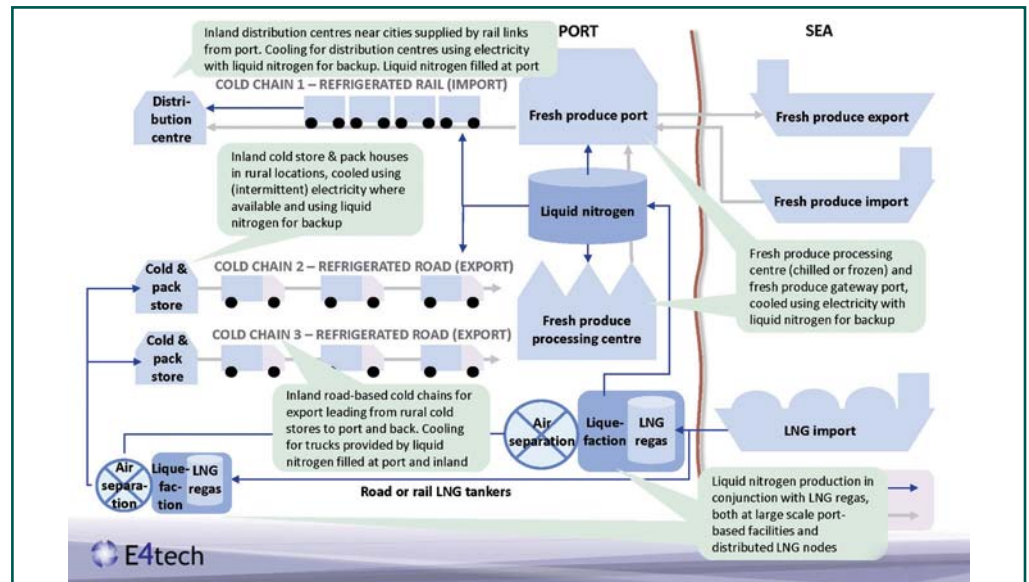 Inland distribution centres near cities supplied by rail links
from port. Cooling for distribution centres using electricity
with liquid nitrogen for backup. Liquid nitrogen filled at port
PORT
SEA
COLD CHAIN 1 – REFRIGERATED RAIL (IMPORT)
Distri-
bution
centre
Fresh produce port
Fresh produce export
Inland cold store & pack houses
in rural locations, cooled using
(intermittent) electricity where
available and using liquid
nitrogen for backup
Liquid nitrogen
Fresh produce import
Cold &
pack
store
COLD CHAIN 2 – REFRIGERATED ROAD (EXPORT)
Fresh produce processing
centre (chilled or frozen) and
fresh produce gateway port,
cooled using electricity with
liquid nitrogen for backup
Fresh produce
processing centre
Cold &
pack
store
COLD CHAIN 3 – REFRIGERATED ROAD (EXPORT)
Inland road-based cold chains for
export leading from rural cold
stores to port and back. Cooling
for trucks provided by liquid
nitrogen filled at port and inland
Air
separation
Lique-
faction
LNG
regas
LNG import
Air
separa-
tion
Lique-
fac-
tion
LNG
regas
Road or rail LNG tankers
Liquid nitrogen production in
conjunction with LNG regas,
both at large scale port-
based facilities and
distributed LNG nodes
E4tech